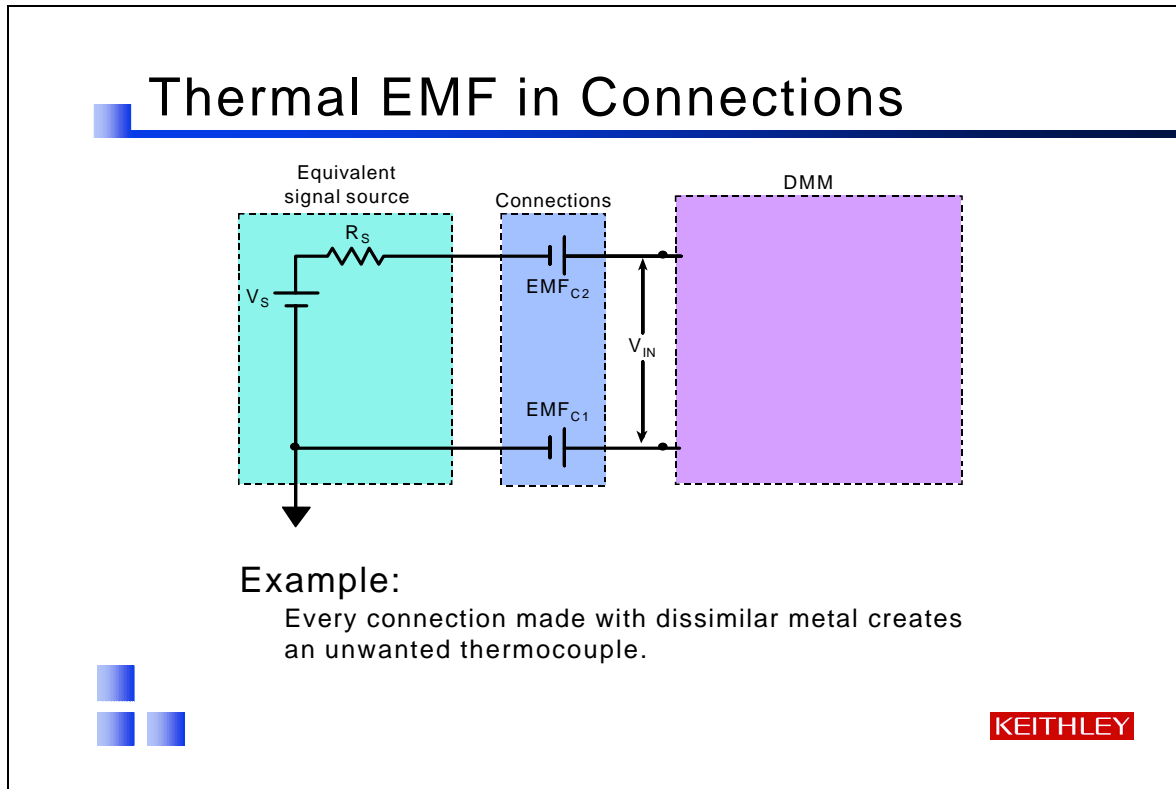 Thermal EMF in Connections
Equivalent
signal source
Connections
DMM
RS
VS
EMFC2
VIN
EMFC1
Example:
Every connection made with dissimilar metal creates
an unwanted thermocouple.
KEITHLEY